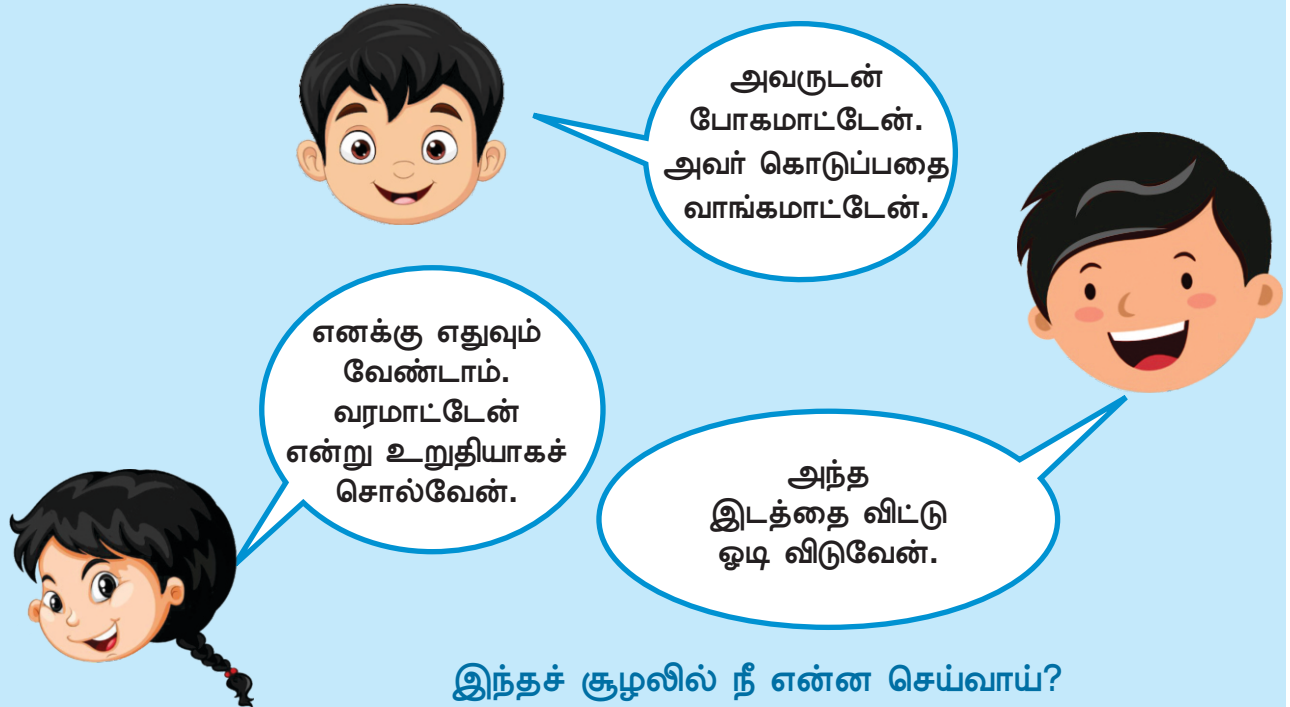 அவருடன்
போகமாட்டேன்.
அவர் கொடுப்பதை
வாங்கமாட்டேன்.
எனக்கு எதுவும்
வேண்டாம்.
வரமாட்டேன்
என்று உறுதியாகச்
சொல்வேன்.
அந்த
இடத்தை விட்டு
ஓடி விடுவேன்.
இந்தச் சூழலில் நீ என்ன செய்வாய்?